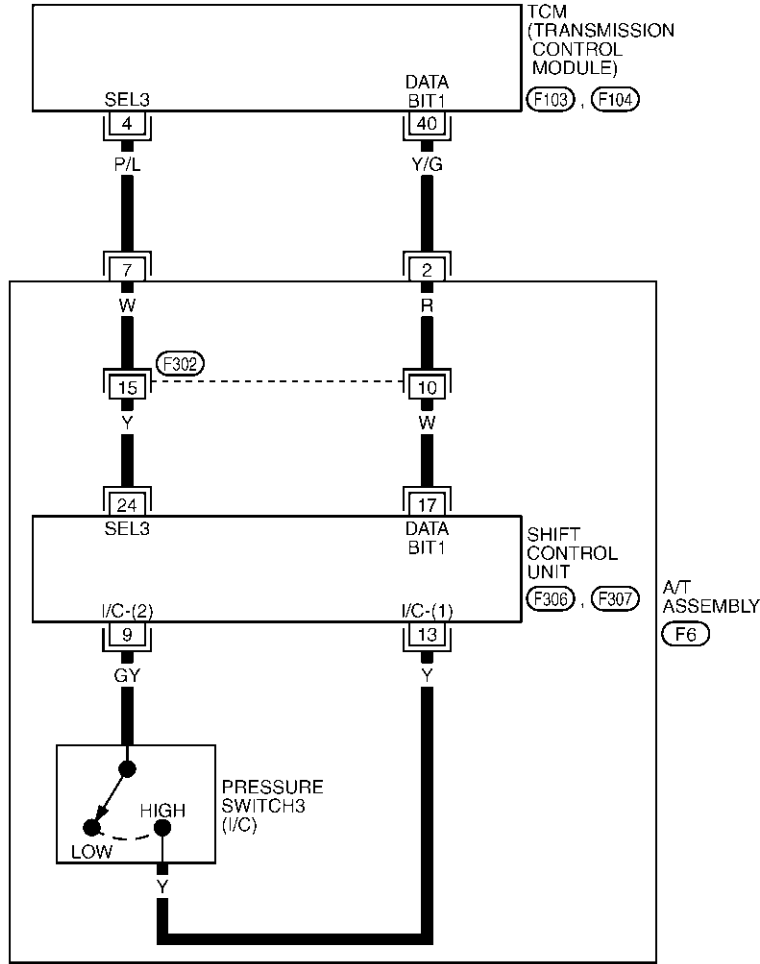 TCM
(TRANSMISSION
CONTROL
MODULE)
F103 , F104
SEL3
DATA
BIT1
4
40
P/L
Y/G
7
2
W
R
F302
15
10
Y
W
24
17
SEL3
DATA
BIT1
SHIFT
CONTROL
UNIT
F306 , F307
A/T
ASSEMBLY
F6
I/C-(2)
I/C-(1)
9
13
GY
Y
PRESSURE
SWITCH3
(I/C)
HIGH
LOW
Y